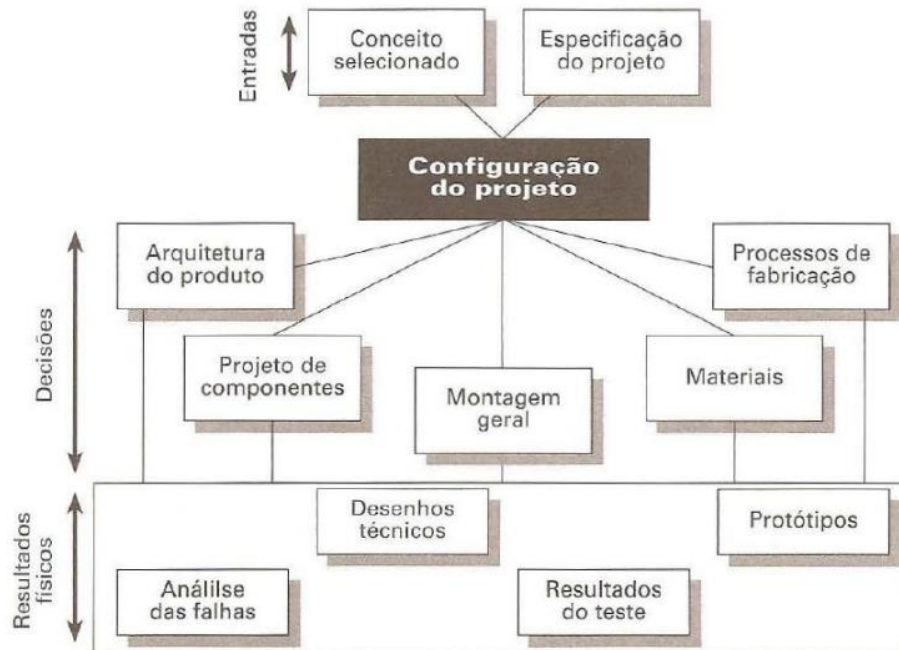 Entradas
Conceito
selecionado
Especificação
do projeto
Configuração
do projeto
Decisões
Arquitetura
do produto
Processos de
fabricação
Projeto de
componentes
Montagem
geral
Materiais
Resultados
físicos
Desenhos
técnicos
Protótipos
Análilse
das falhas
Resultados
do teste